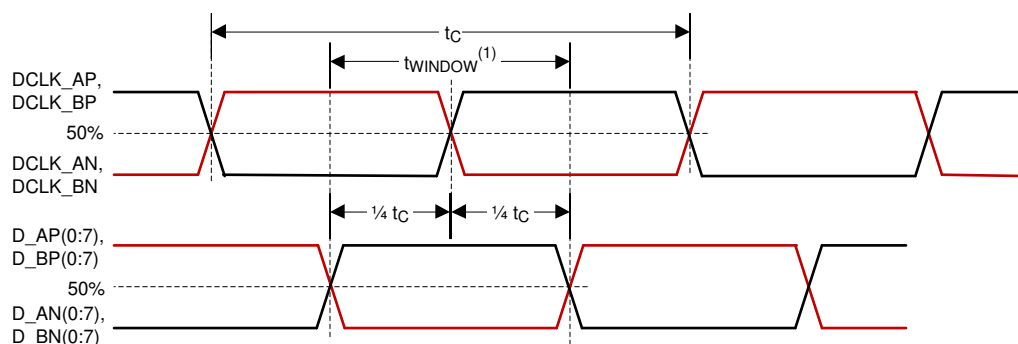 tC
tWINDOW(1)
DCLK_AP,
DCLK_BP
50%
DCLK_AN,
DCLK_BN
¼ tC
¼ tC
D_AP(0:7),
D_BP(0:7)
50%
D_AN(0:7),
D_BN(0:7)